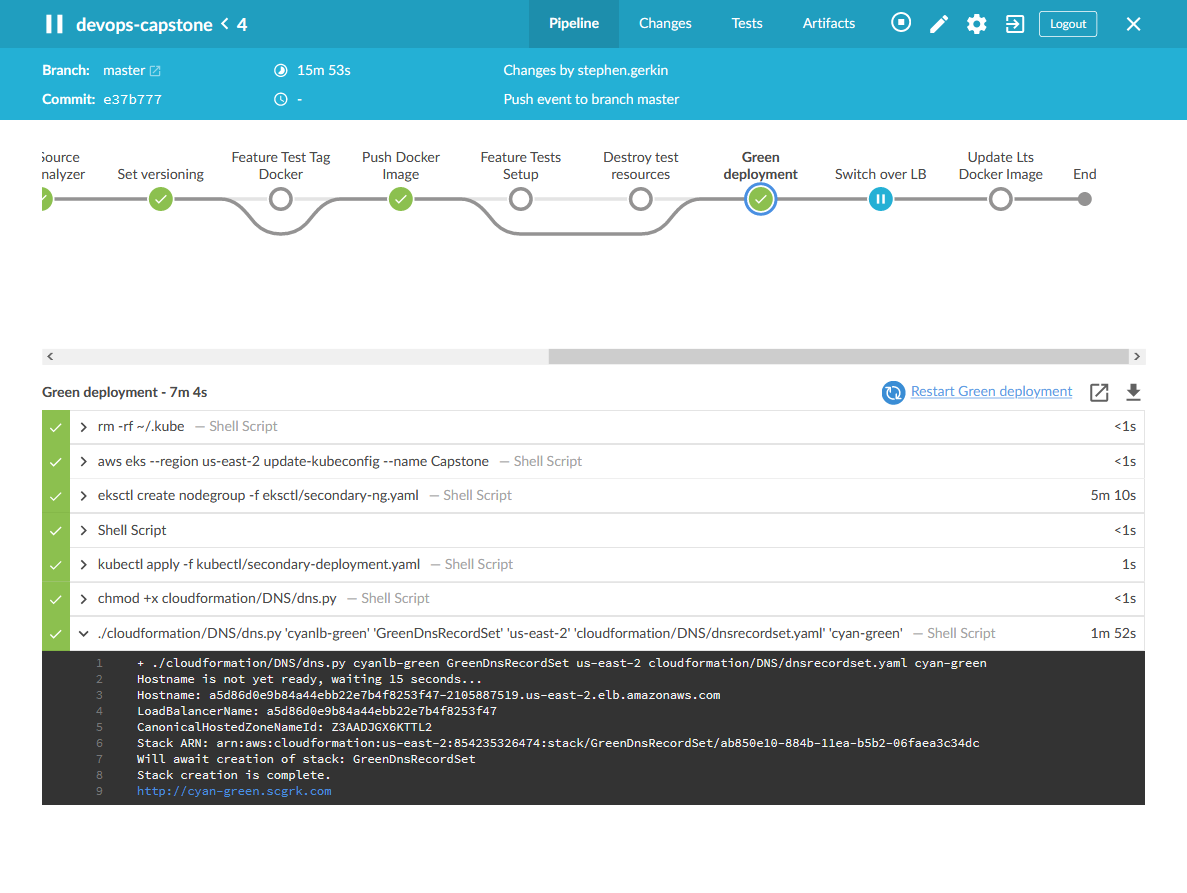 devops-capstone < 4
Pipeline Changes Tests Artifacts Logout
Branch: master 15m 53s Changes by stephen.gerkin
Commit: e37b777 - Push event to branch master
Source
nalyzer
Set versioning
Feature Test Tag
Docker
Push Docker
Image
Feature Tests
Setup
Destroy test
resources
Green
deployment
Switch over LB
Update Lts
Docker Image
End
Green deployment - 7m 4s Restart Green deployment
rm -rf ~/.kube — Shell Script <1s
aws eks --region us-east-2 update-kubeconfig --name Capstone — Shell Script <1s
eksctl create nodegroup -f eksctl/secondary-ng.yaml — Shell Script 5m 10s
Shell Script <1s
kubectl apply -f kubectl/secondary-deployment.yaml — Shell Script 1s
chmod +x cloudformation/DNS/dns.py — Shell Script <1s
./cloudformation/DNS/dns.py 'cyanlb-green' 'GreenDnsRecordSet' 'us-east-2' 'cloudformation/DNS/dnsrecordset.yaml' 'cyan-green' — Shell Script 1m 52s
1 + ./cloudformation/DNS/dns.py cyanlb-green GreenDnsRecordSet us-east-2 cloudformation/DNS/dnsrecordset.yaml cyan-green
2 Hostname is not yet ready, waiting 15 seconds...
3 Hostname: a5d86d0e9b84a44ebb22e7b4f8253f47-2105887519.us-east-2.elb.amazonaws.com
4 LoadBalancerName: a5d86d0e9b84a44ebb22e7b4f8253f47
5 CanonicalHostedZoneNameId: Z3AADJGX6KTTL2
6 Stack ARN: arn:aws:cloudformation:us-east-2:854235326474:stack/GreenDnsRecordSet/ab850e10-884b-11ea-b5b2-06faea3c34dc
7 Will await creation of stack: GreenDnsRecordSet
8 Stack creation is complete.
9 http://cyan-green.scgrk.com